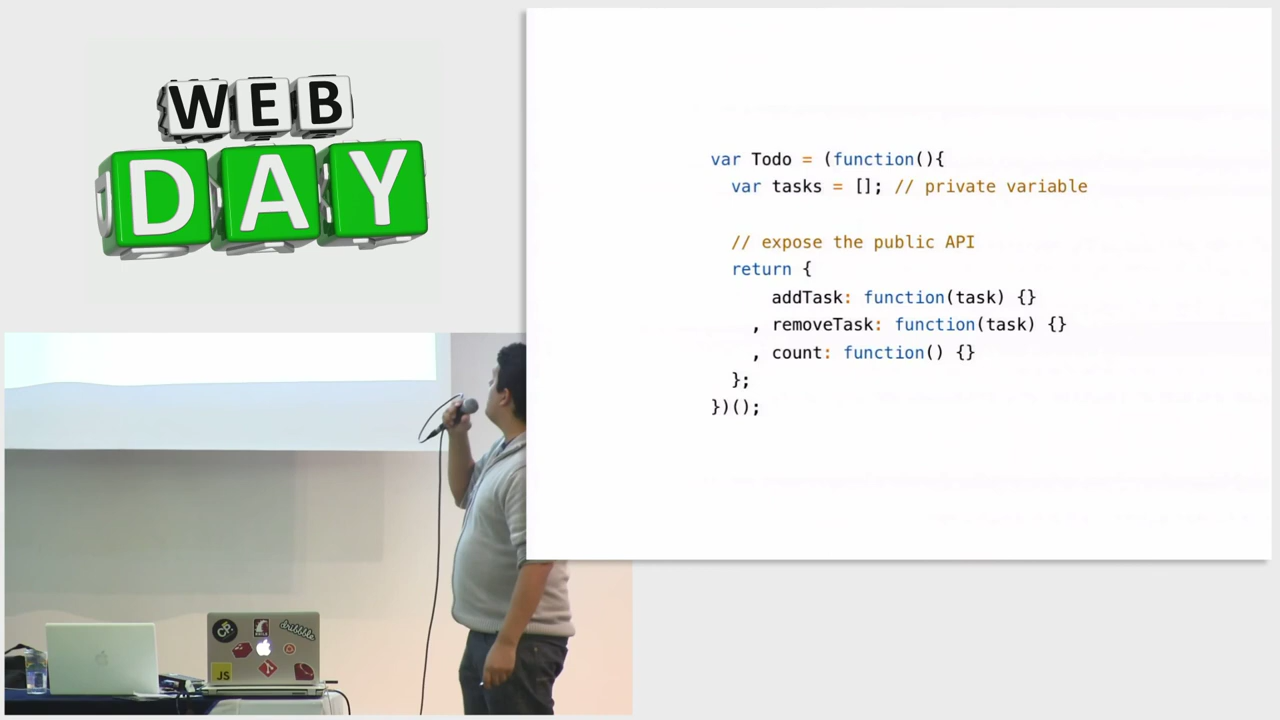 WEB
DAY
var Todo = (function(){
  var tasks = []; // private variable

  // expose the public API
  return {
      addTask: function(task) {}
    , removeTask: function(task) {}
    , count: function() {}
  };
})();
dribbble
JS